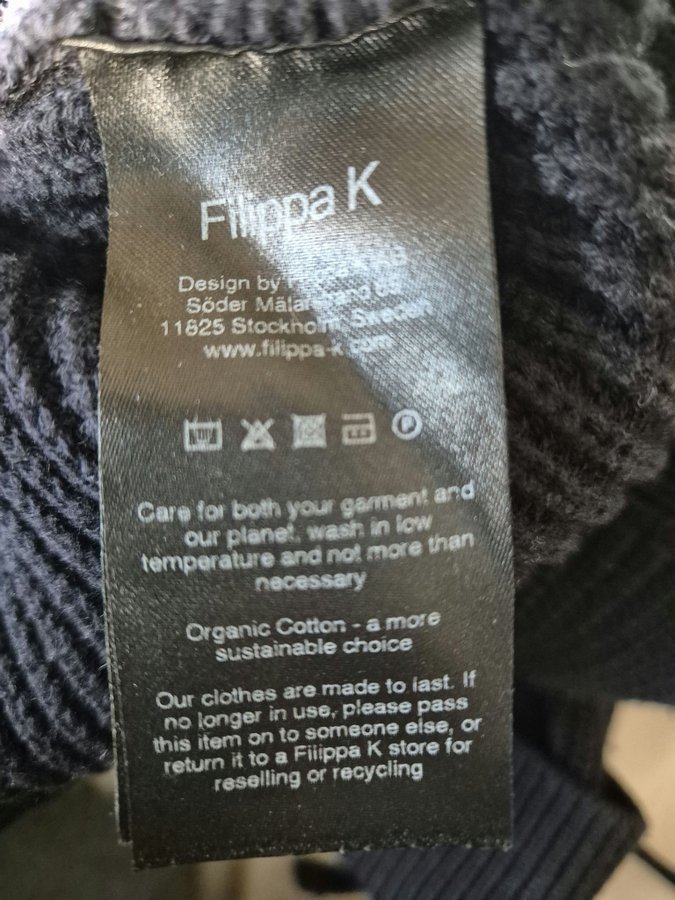 Filippa K
Design by
Söder Mälarstrand
11825 Stockholm, Sweden
www.filippa-k.com
P
Care for both your garment and
our planet, wash in low
temperature and not more than
necessary
Organic Cotton - a more
sustainable choice
Our clothes are made to last. If
no longer in use, please pass
this item on to someone else, or
return it to a Filippa K store for
reselling or recycling